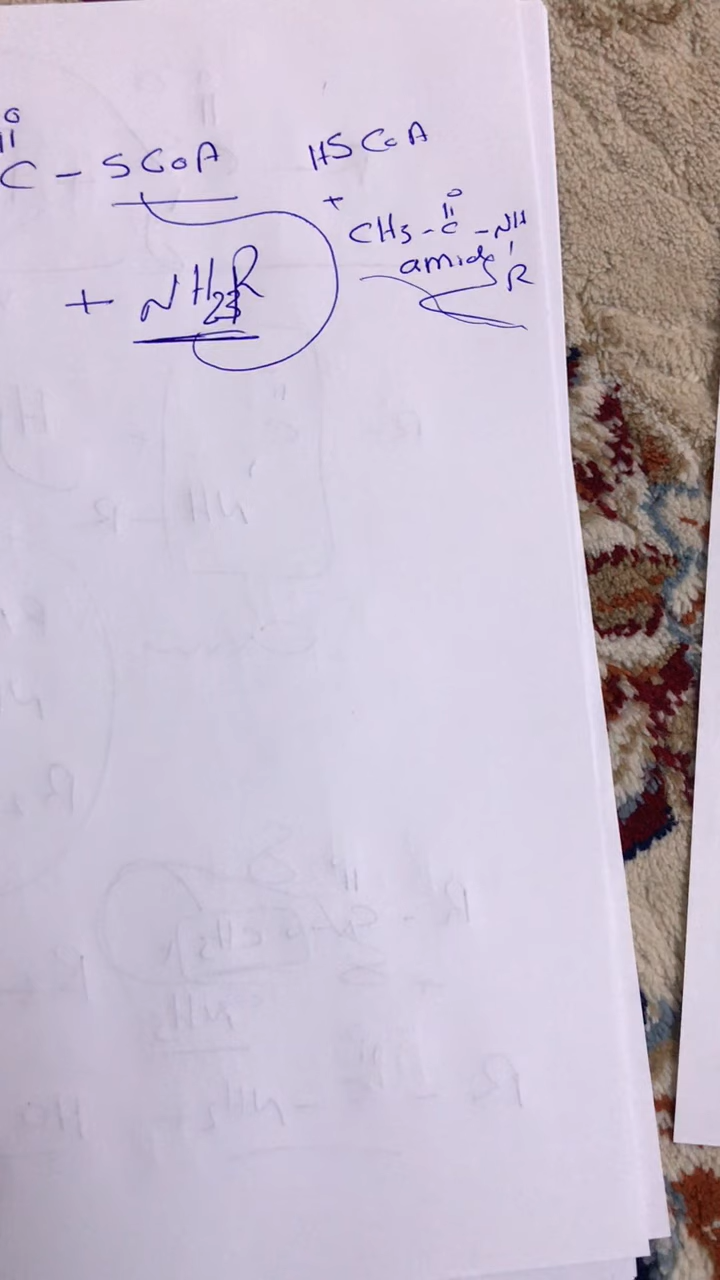 O
||
C - SCoA
+ NH2R
HSCoA
+
O
||
CH3 - C - NH
|
amide R